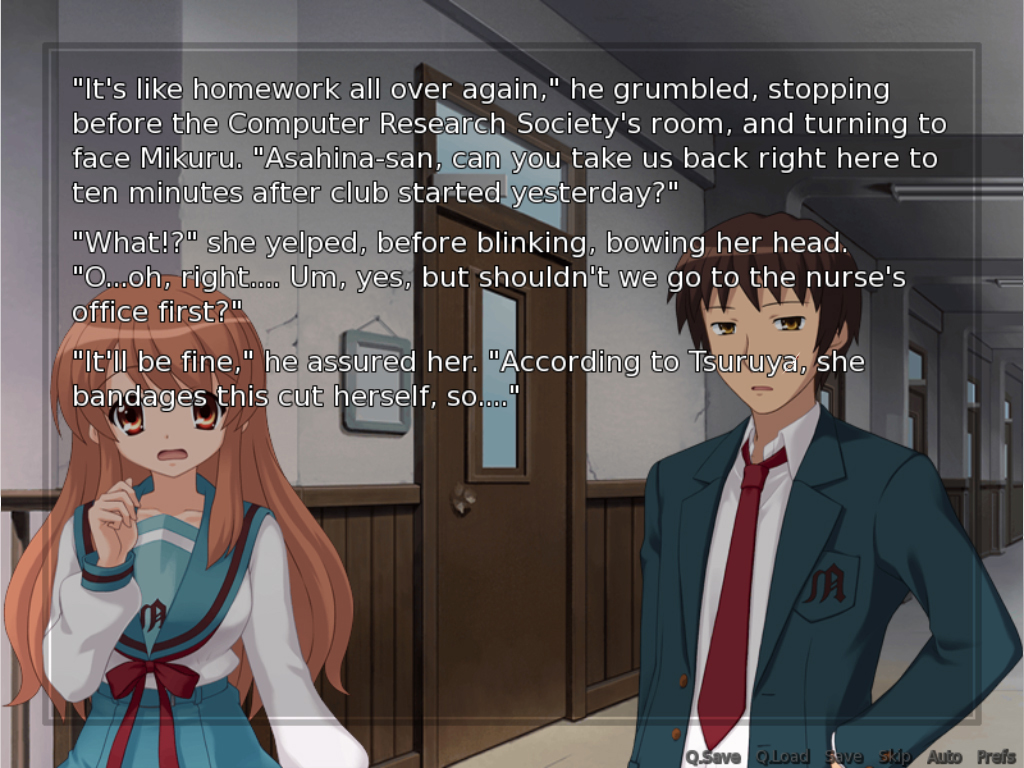 "It's like homework all over again," he grumbled, stopping
before the Computer Research Society's room, and turning to
face Mikuru. "Asahina-san, can you take us back right here to
ten minutes after club started yesterday?"
"What!?" she yelped, before blinking, bowing her head.
"O...oh, right.... Um, yes, but shouldn't we go to the nurse's
office first?"
"It'll be fine," he assured her. "According to Tsuruya, she
bandages this cut herself, so...."
Q.Save Q.Load Save Skip Auto Prefs